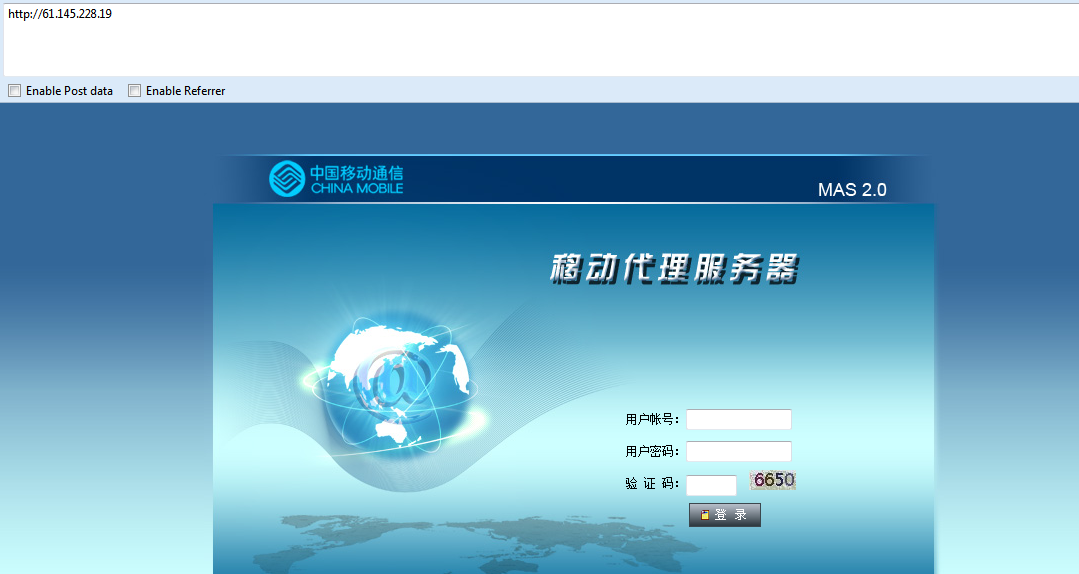 http://61.145.228.19
Enable Post data Enable Referrer
中国移动通信
CHINA MOBILE
MAS 2.0
移动代理服务器
@
用户帐号：
用户密码：
验 证 码： 6650
登 录